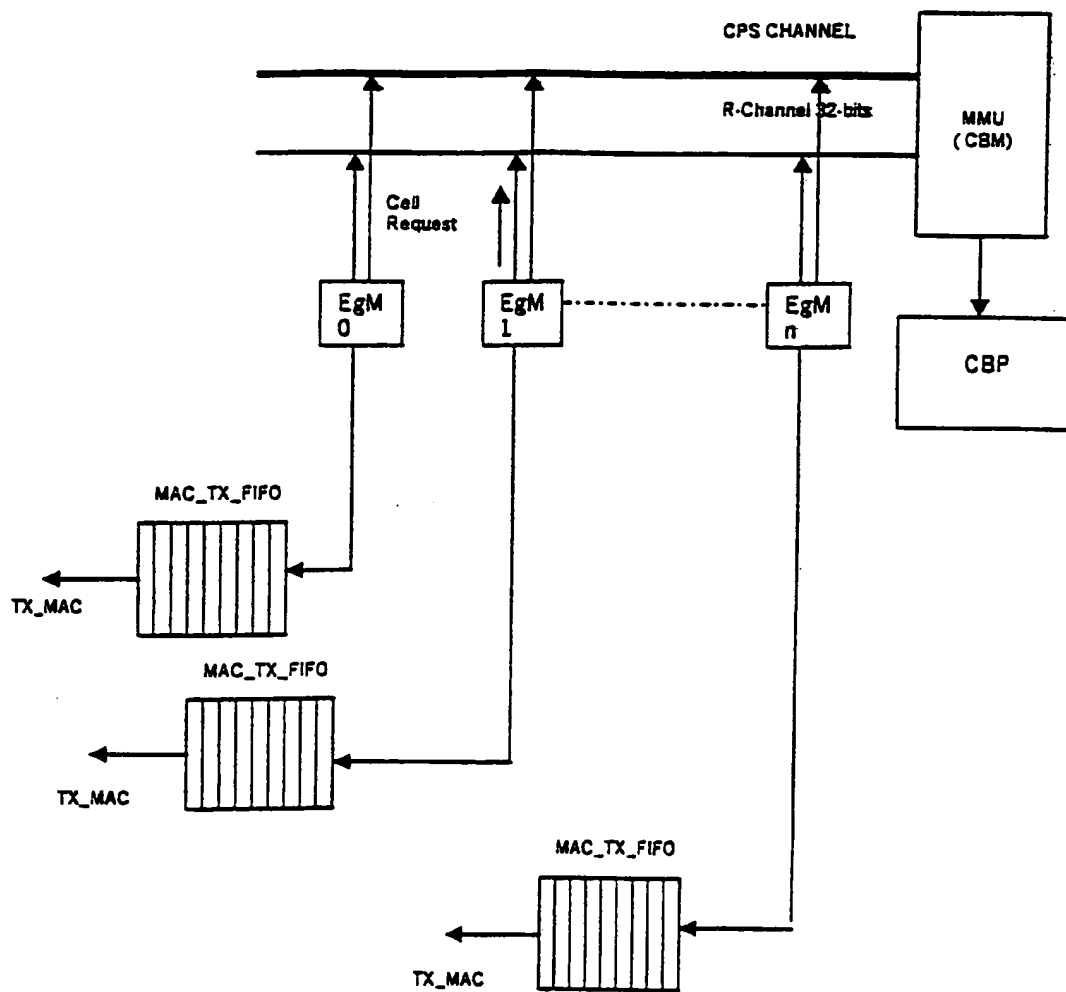 CPS CHANNEL
R-Channel 32-bits
MMU
(CBM)
Cell
Request
EgM
0
EgM
1
EgM
n
CBP
MAC_TX_FIFO
TX_MAC
MAC_TX_FIFO
TX_MAC
MAC_TX_FIFO
TX_MAC